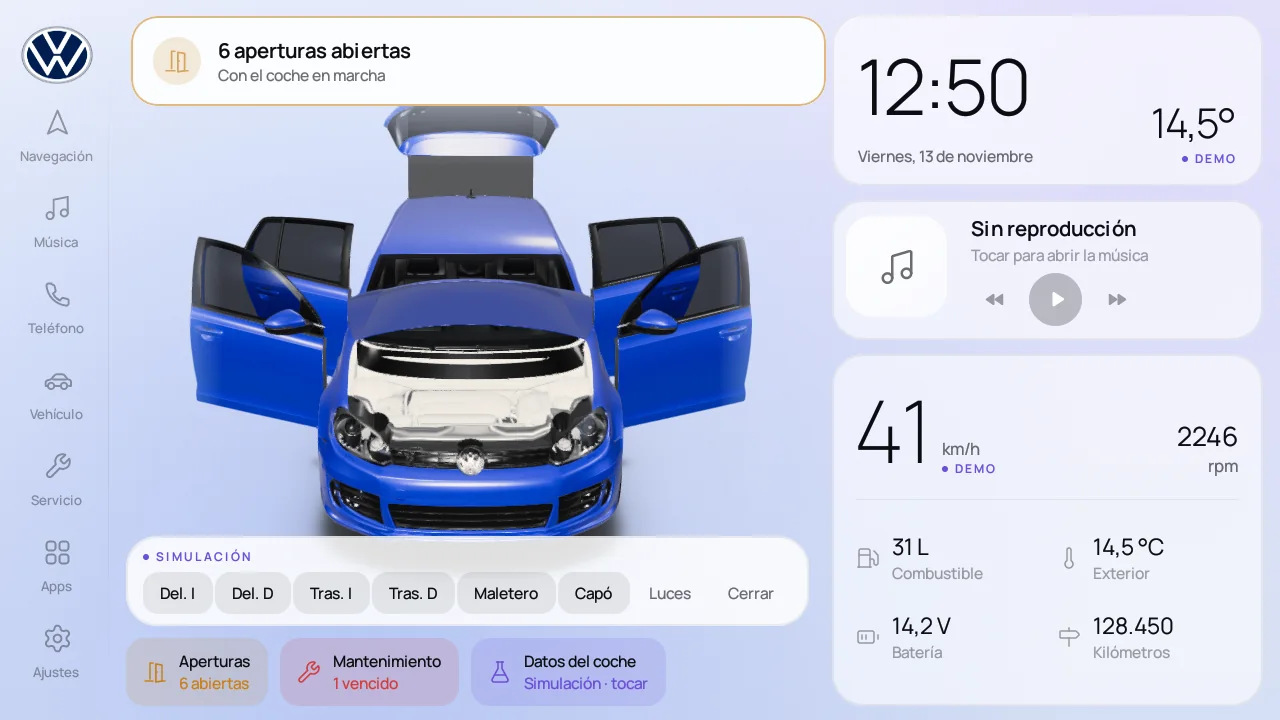 6 aperturas abiertas
Con el coche en marcha
Navegación
Música
Teléfono
Vehículo
Servicio
Apps
Ajustes
SIMULACIÓN
Del. I Del. D Tras. I Tras. D Maletero Capó Luces Cerrar
Aperturas
6 abiertas
Mantenimiento
1 vencido
Datos del coche
Simulación · tocar
12:50
Viernes, 13 de noviembre
14,5°
DEMO
Sin reproducción
Tocar para abrir la música
41
km/h
DEMO
2246
rpm
31 L
Combustible
14,5 °C
Exterior
14,2 V
Batería
128.450
Kilómetros